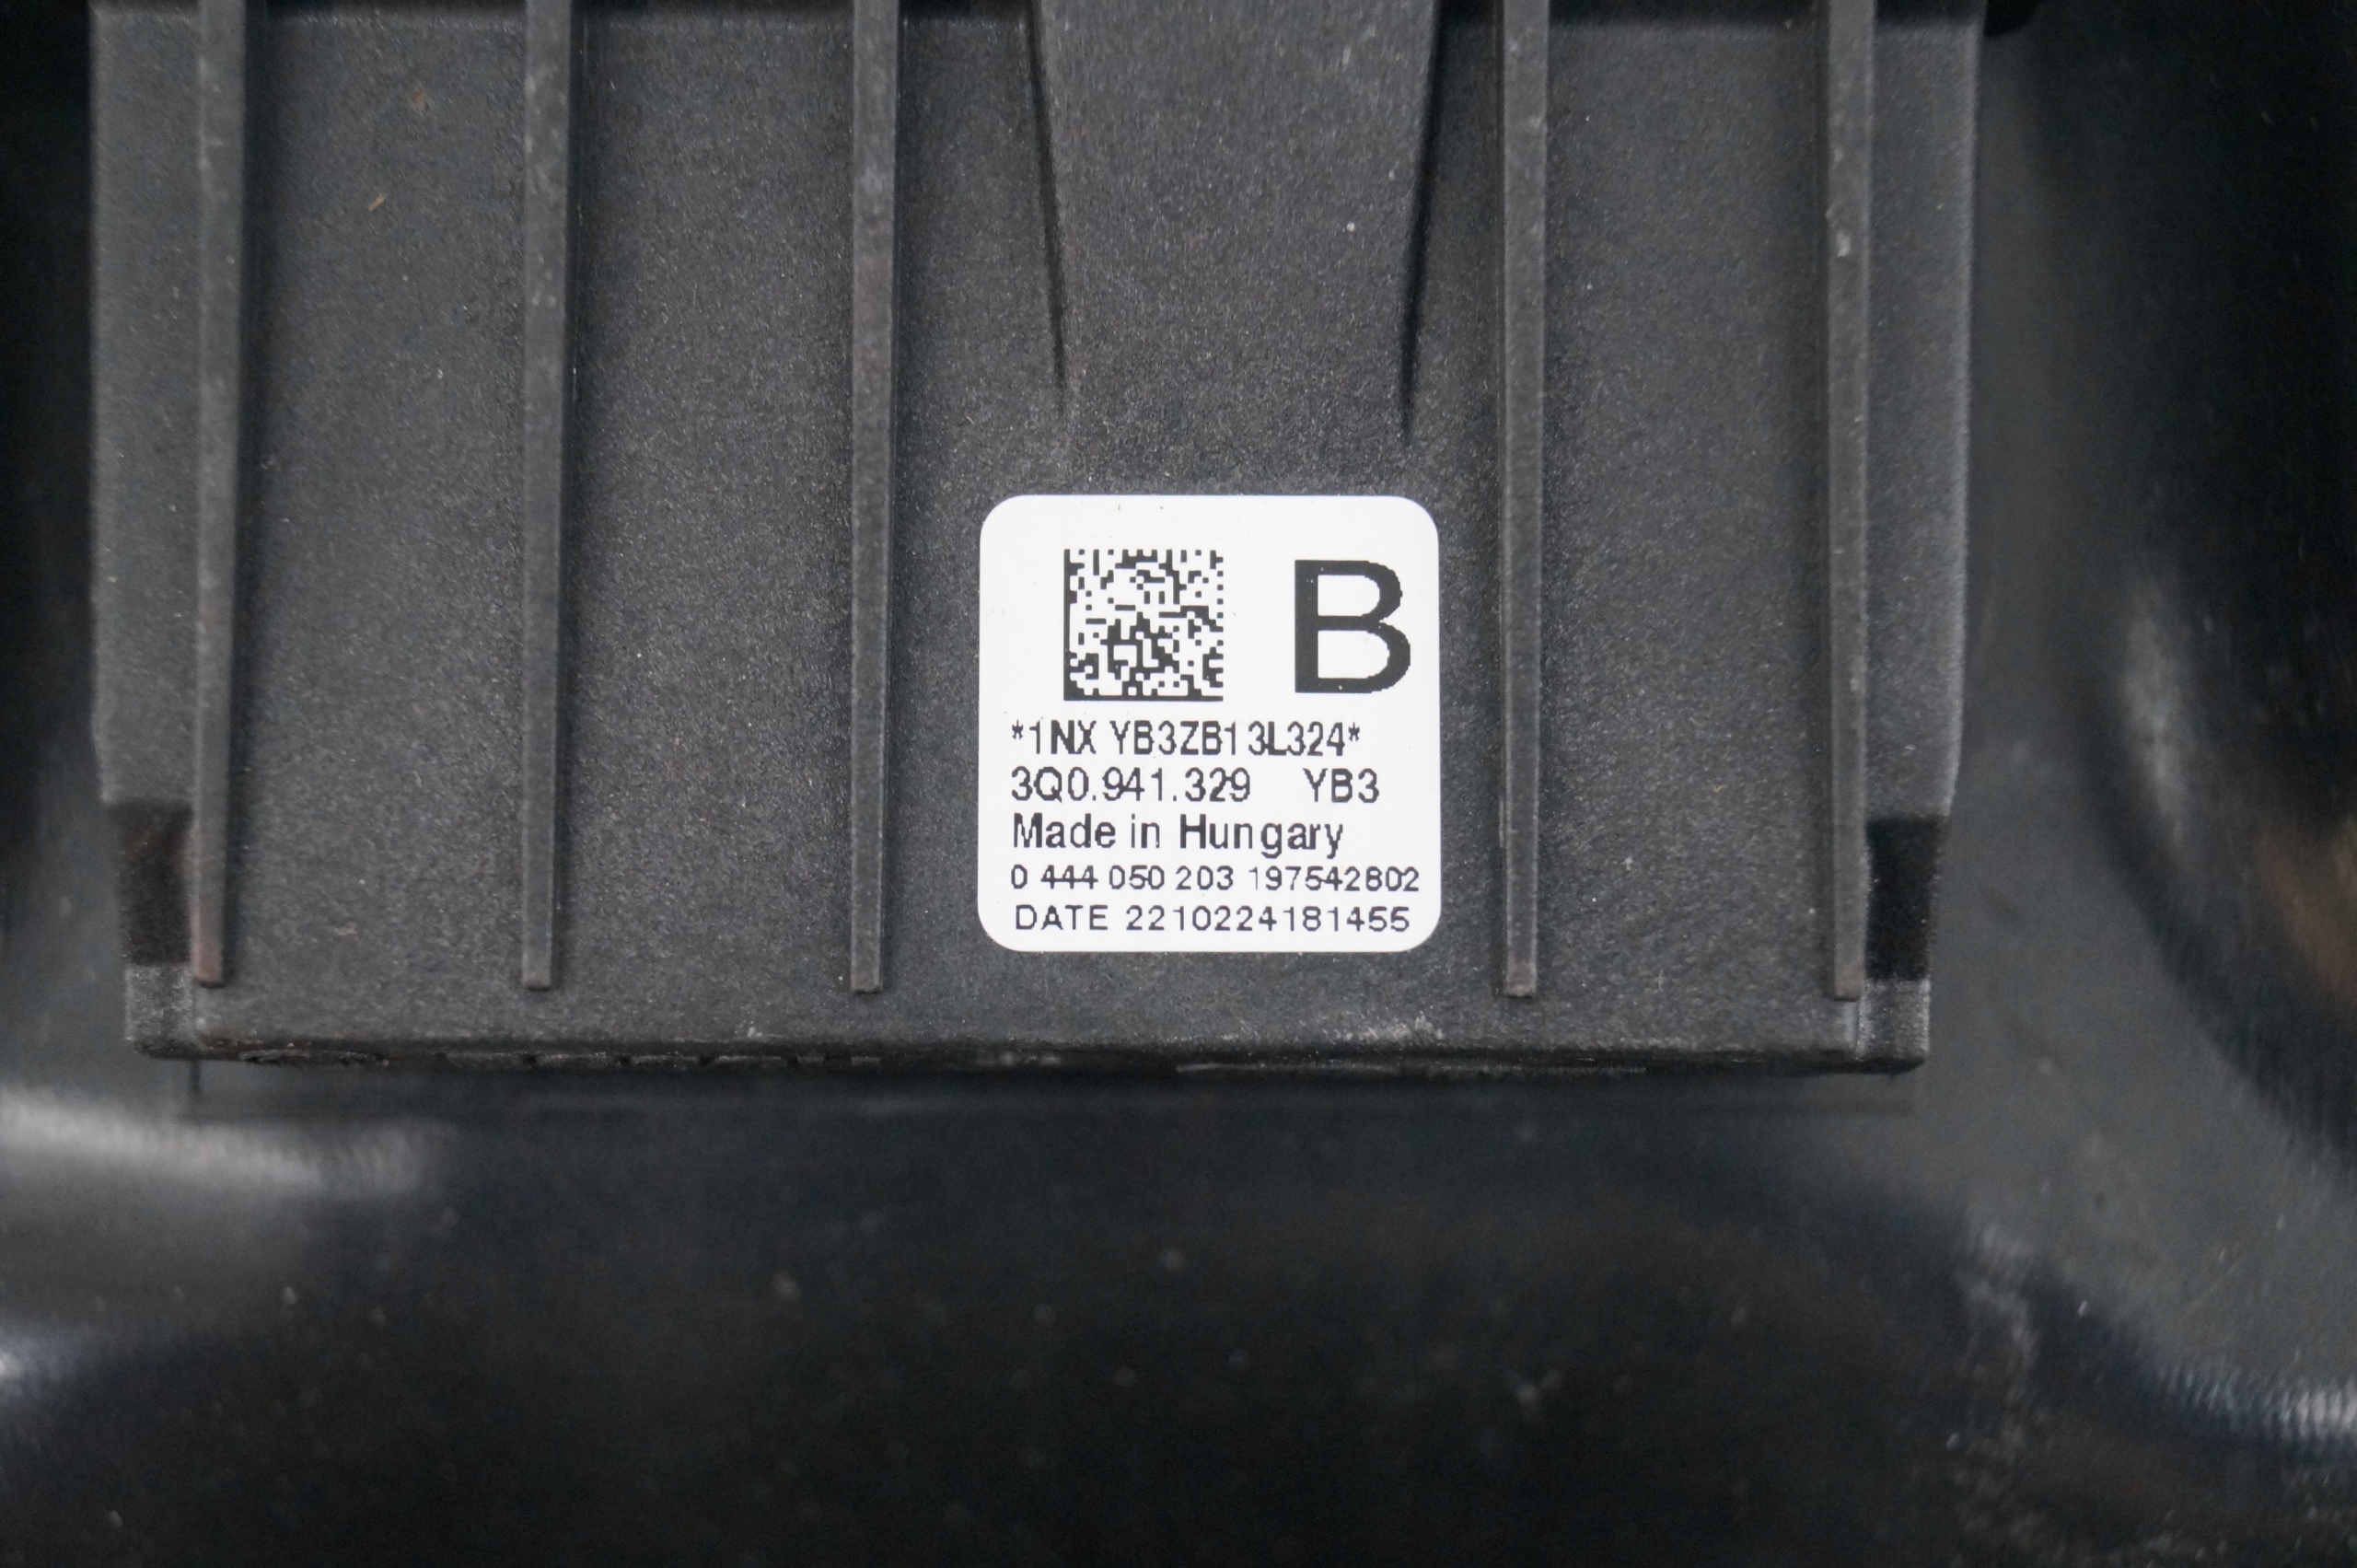 B
*1NX YB3ZB13L324*
3Q0.941.329 YB3
Made in Hungary
0 444 050 203 197542802
DATE 2210224181455